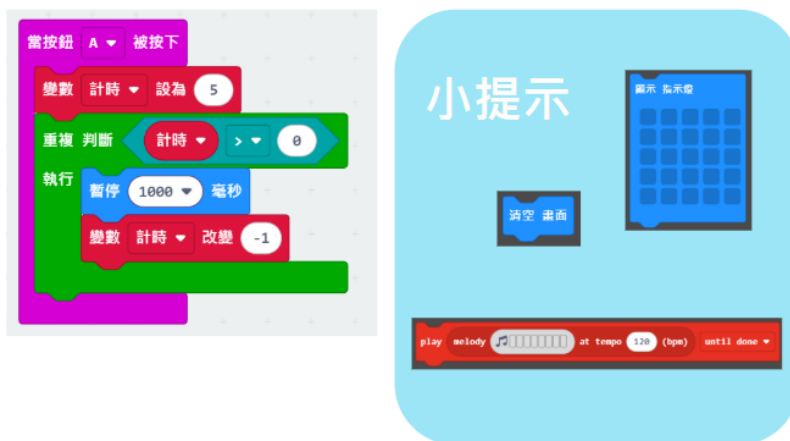 當按鈕 A 被按下
變數 計時 設為 5
重複 判斷 計時 > 0
執行
暫停 1000 毫秒
變數 計時 改變 -1
小提示
顯示 指示燈
清空 畫面
play melody at tempo 120 (bpm) until done